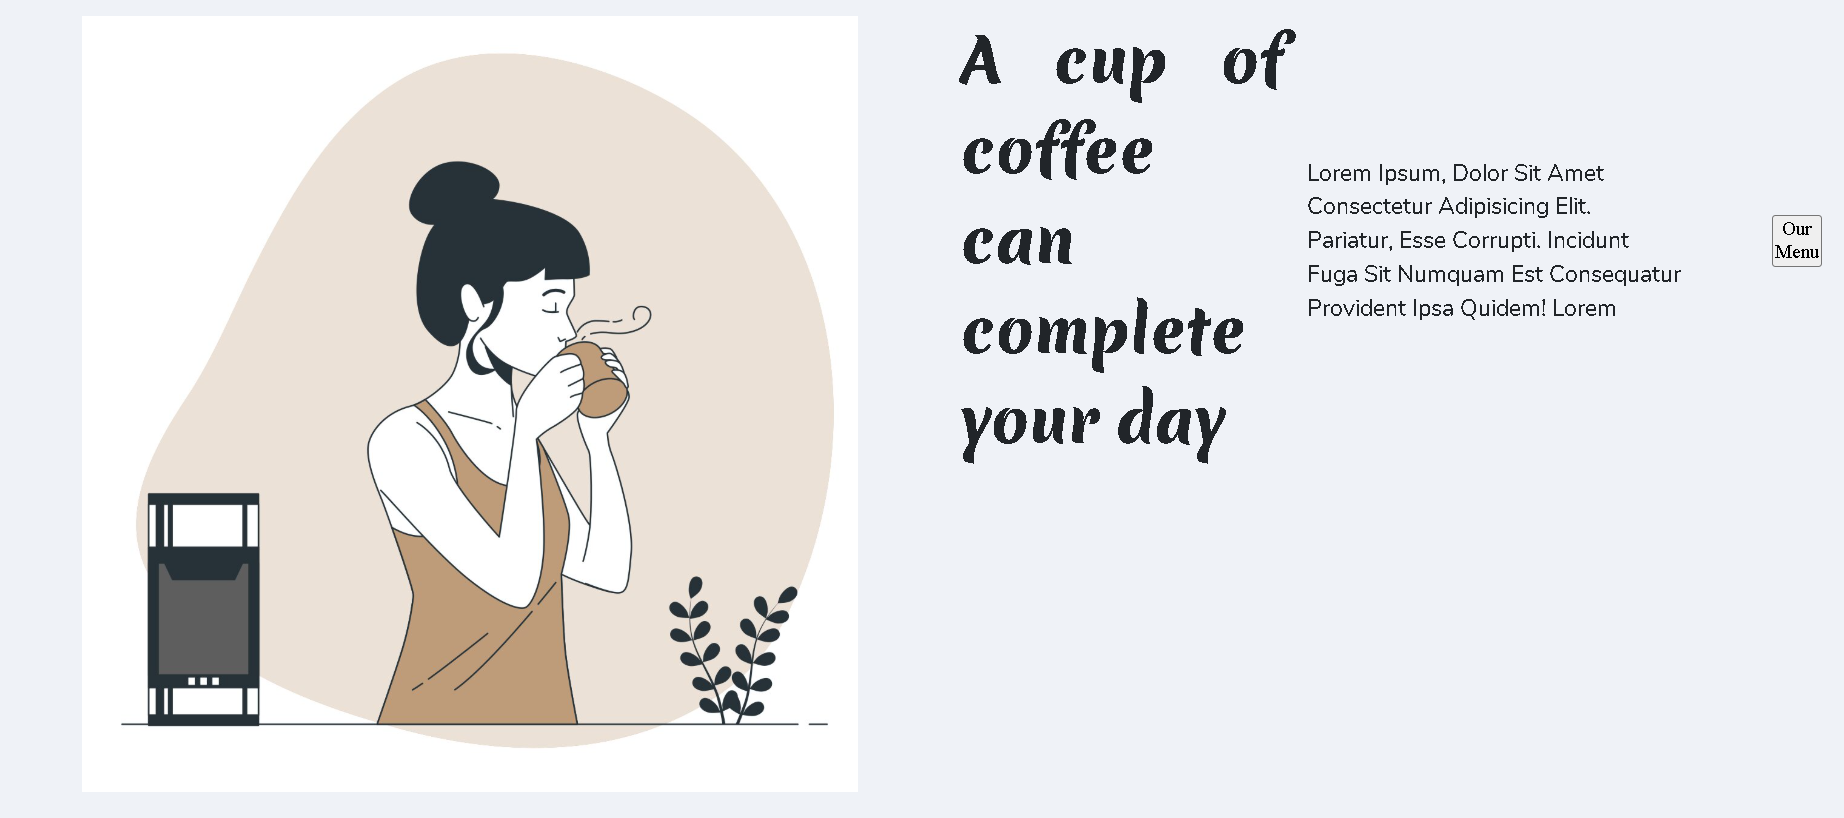 A cup of
coffee
can
complete
your day
Lorem Ipsum, Dolor Sit Amet
Consectetur Adipisicing Elit.
Pariatur, Esse Corrupti. Incidunt
Fuga Sit Numquam Est Consequatur
Provident Ipsa Quidem! Lorem
Our
Menu